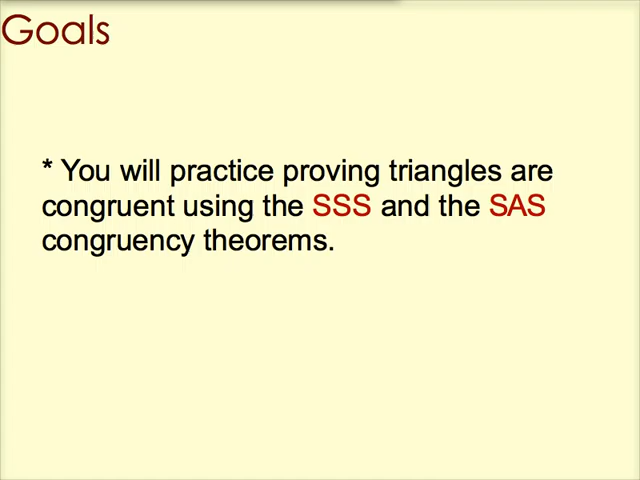 Goals
* You will practice proving triangles are
congruent using the SSS and the SAS
congruency theorems.